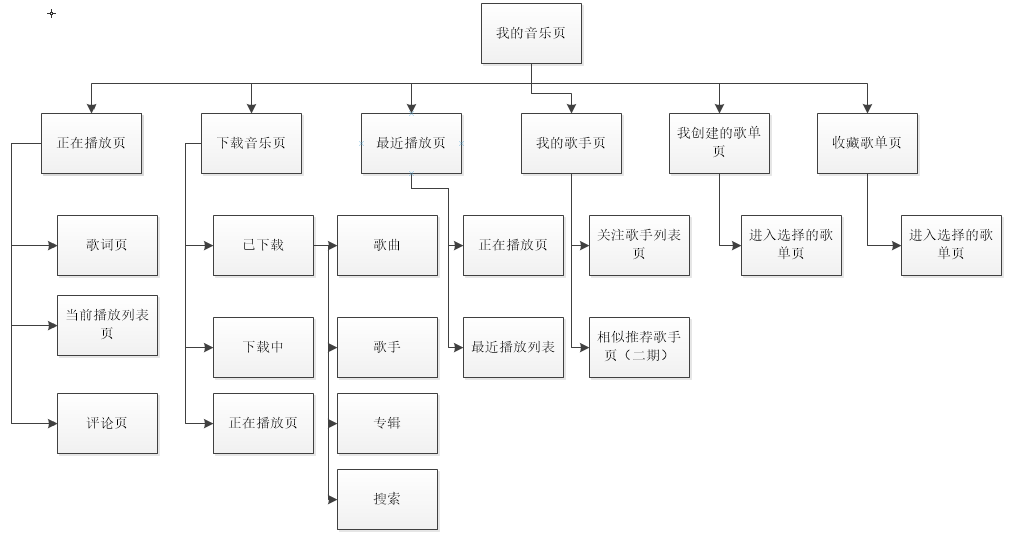 我的音乐页
正在播放页
下载音乐页
最近播放页
我的歌手页
我创建的歌单
页
收藏歌单页
歌词页
已下载
歌曲
正在播放页
关注歌手列表
页
进入选择的歌
单页
进入选择的歌
单页
当前播放列表
页
下载中
歌手
最近播放列表
相似推荐歌手
页（二期）
评论页
正在播放页
专辑
搜索